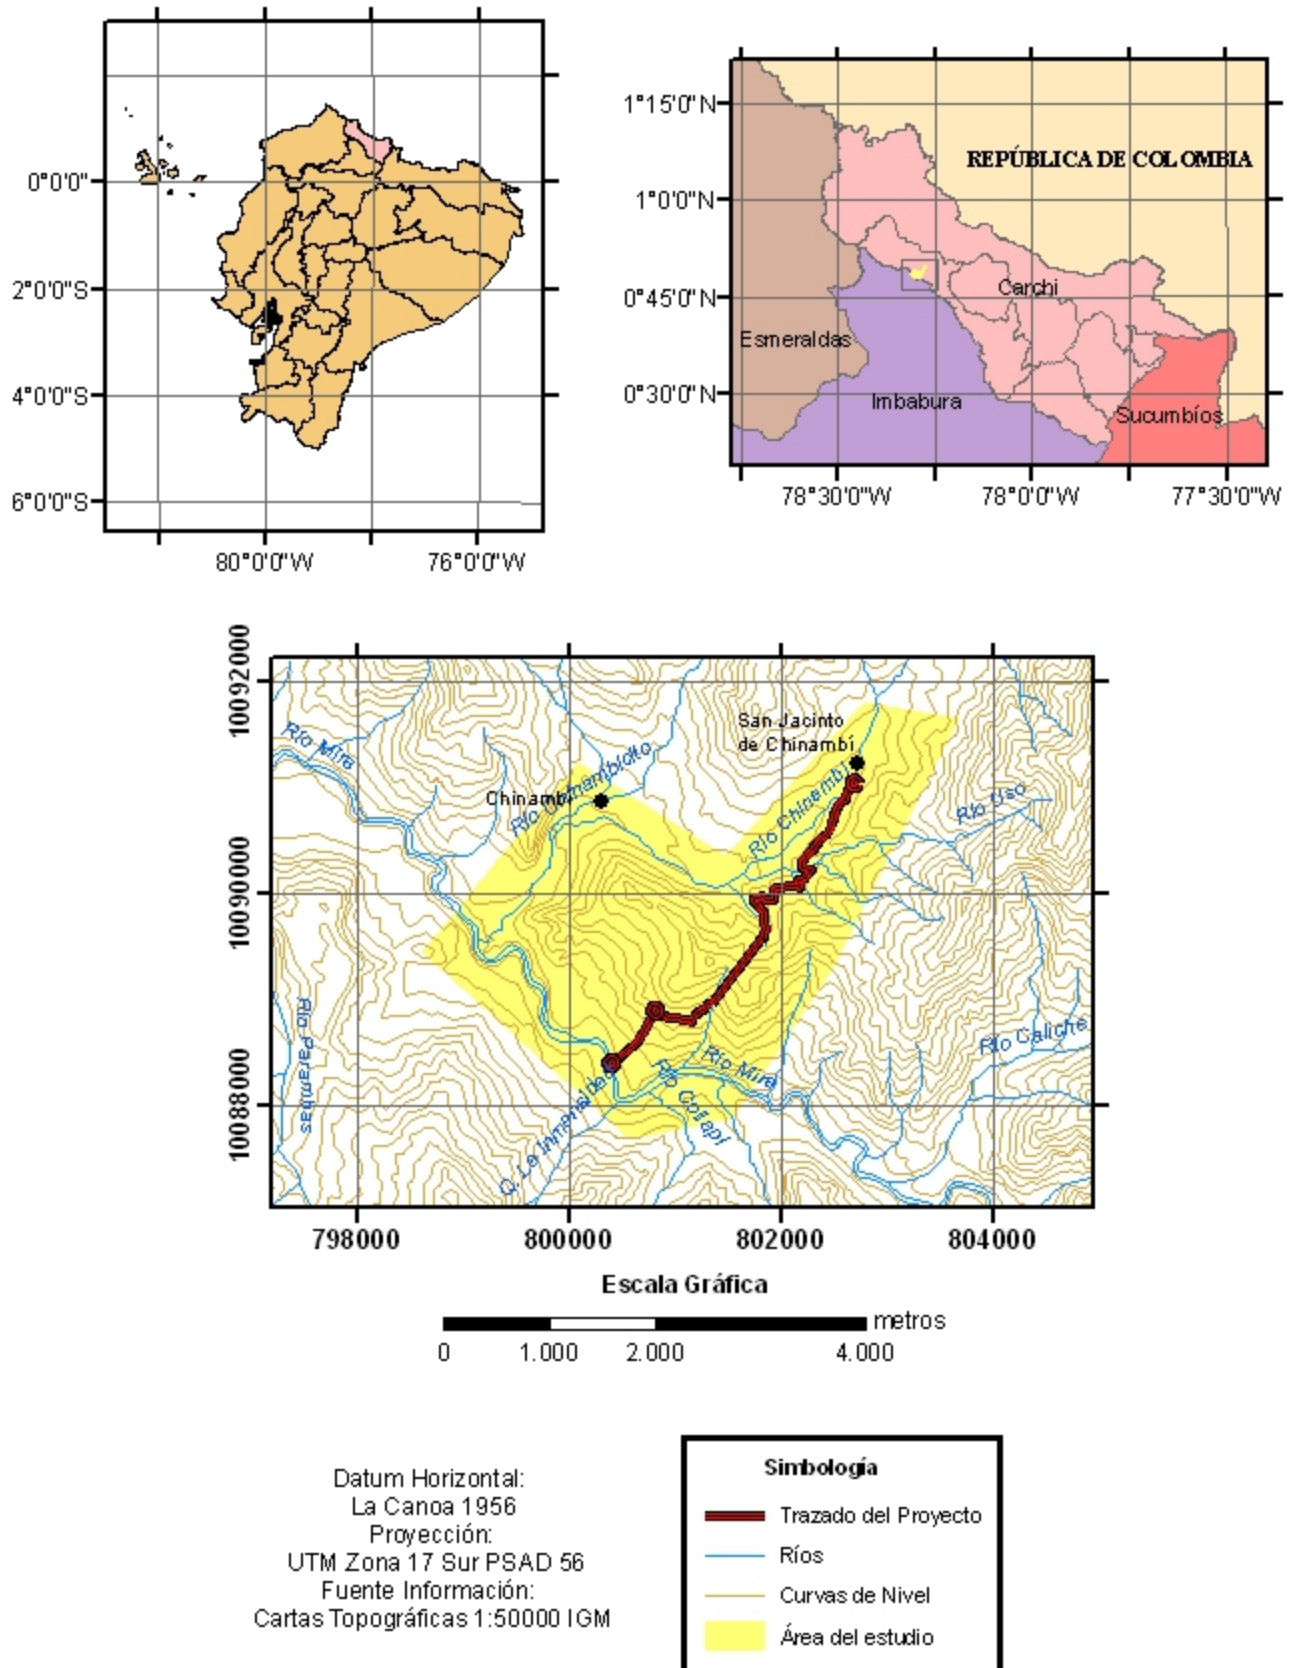 0°0'0"
2°0'0"S
4°0'0"S
6°0'0"S
80°0'0"W
76°0'0"W
1°15'0"N
1°0'0"N
0°45'0"N
0°30'0"N
REPÚBLICA DE COLOMBIA
Carchi
Esmeraldas
Imbabura
Sucumbíos
78°30'0"W
78°0'0"W
77°30'0"W
10092000
10090000
10088000
San Jacinto
de Chinambí
Río Mira
Río Chinambicito
Chinambí
Río Chinambí
Río Uso
Río Parambas
Río Caliche
Río Mira
Q. La Inmensidad
Río Cotapí
798000
800000
802000
804000
Escala Gráfica
metros
0
1.000
2.000
4.000
Datum Horizontal:
La Canoa 1956
Proyección:
UTM Zona 17 Sur PSAD 56
Fuente Información:
Cartas Topográficas 1:50000 IGM
Simbología
Trazado del Proyecto
Ríos
Curvas de Nivel
Área del estudio